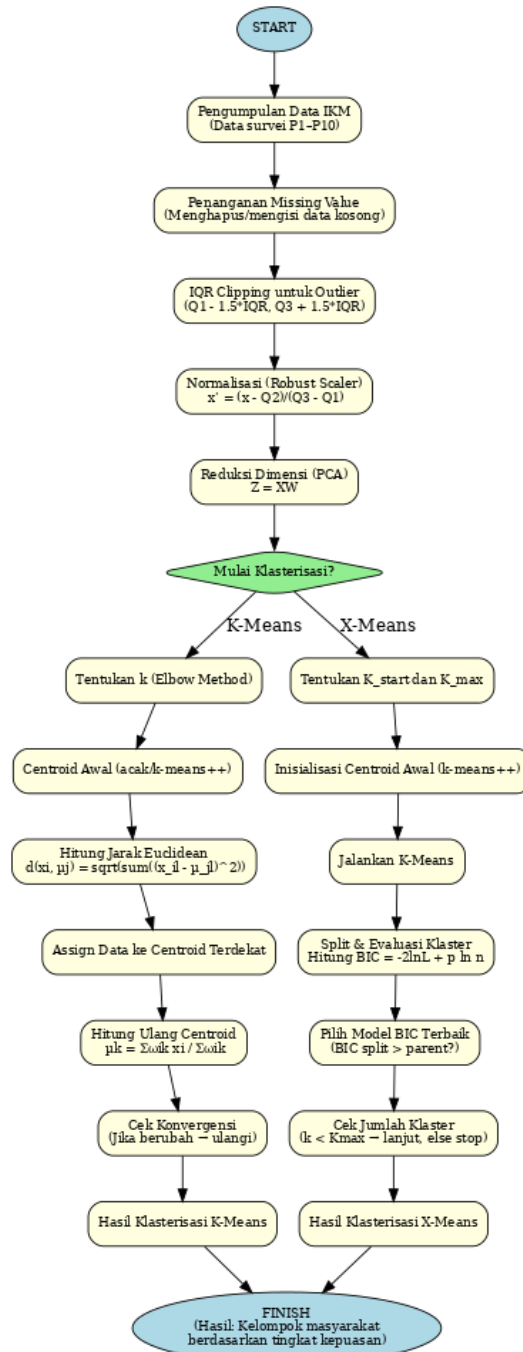 START
Pengumpulan Data IKM
(Data survei P1–P10)
Penanganan Missing Value
(Menghapus/mengisi data kosong)
IQR Clipping untuk Outlier
(Q1 - 1.5*IQR, Q3 + 1.5*IQR)
Normalisasi (Robust Scaler)
x' = (x - Q2)/(Q3 - Q1)
Reduksi Dimensi (PCA)
Z = XW
Mulai Klasterisasi?
K-Means
X-Means
Tentukan k (Elbow Method)
Tentukan K_start dan K_max
Centroid Awal (acak/k-means++)
Inisialisasi Centroid Awal (k-means++)
Hitung Jarak Euclidean
d(xi, μj) = sqrt(sum((x_il - μ_jl)^2))
Jalankan K-Means
Assign Data ke Centroid Terdekat
Split & Evaluasi Klaster
Hitung BIC = -2lnL + p ln n
Hitung Ulang Centroid
μk = Σωik xi / Σωik
Pilih Model BIC Terbaik
(BIC split > parent?)
Cek Konvergensi
(Jika berubah → ulangi)
Cek Jumlah Klaster
(k < Kmax → lanjut, else stop)
Hasil Klasterisasi K-Means
Hasil Klasterisasi X-Means
FINISH
(Hasil: Kelompok masyarakat
berdasarkan tingkat kepuasan)